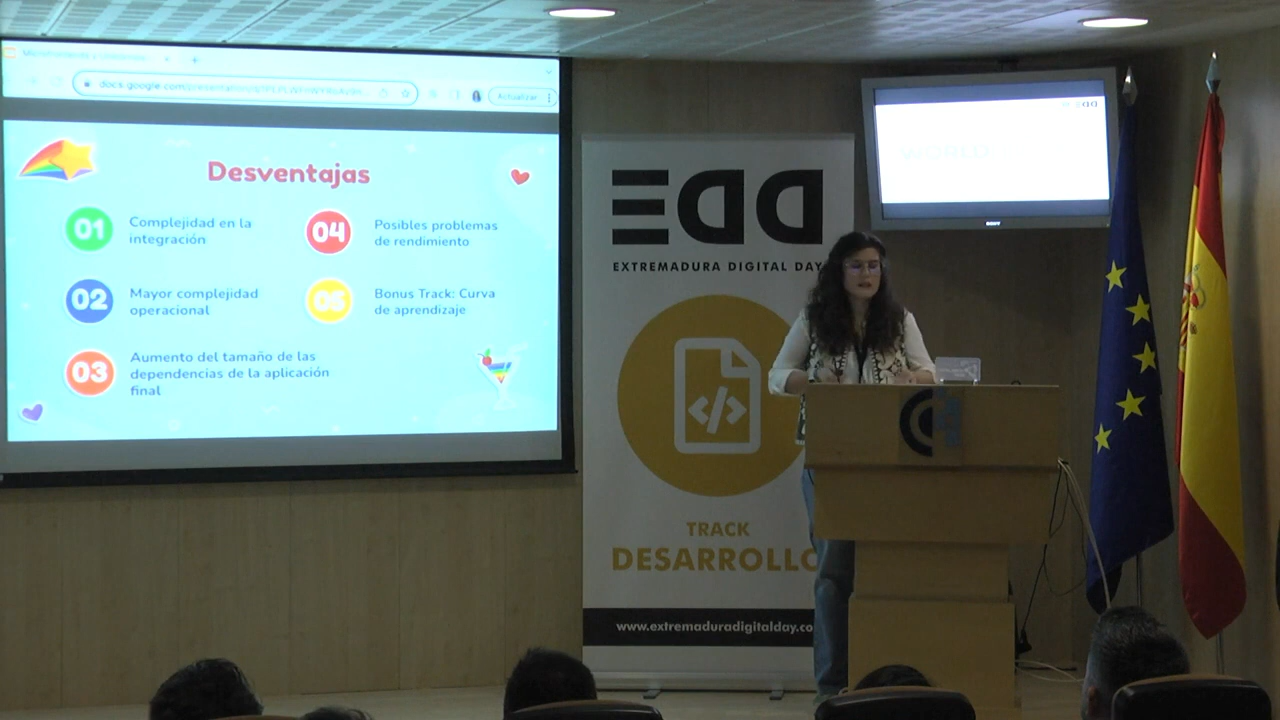 docs.google.com
Actualizar
Desventajas
01
Complejidad en la
integración
02
Mayor complejidad
operacional
03
Aumento del tamaño de las
dependencias de la aplicación
final
04
Posibles problemas
de rendimiento
05
Bonus Track: Curva
de aprendizaje
EDD
EXTREMADURA DIGITAL DAY
</>
TRACK
DESARROLLO
www.extremaduradigitalday.co
WORLD
SONY